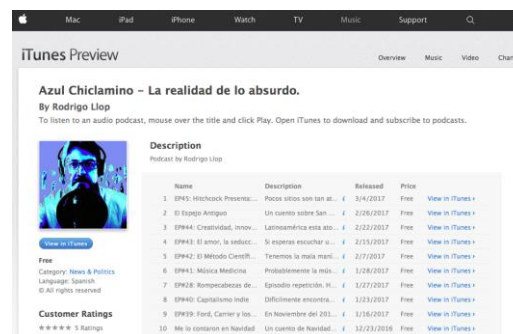 Mac iPad iPhone Watch TV Music Support
iTunes Preview
Overview Music Video
Azul Chiclamino – La realidad de lo absurdo.
By Rodrigo Llop
To listen to an audio podcast, mouse over the title and click Play. Open iTunes to download and subscribe to podcasts.
Description
Podcast by Rodrigo Llop
Name Description Released Price
1 EP45: Hitchcock Presenta:... Pocos sitios son tan at... i 3/4/2017 Free View in iTunes
2 El Espejo Antiguo Un cuento sobre San ... i 2/28/2017 Free View in iTunes
3 EP#44: Creatividad, innov... Latinoamérica esta ato... i 2/22/2017 Free View in iTunes
4 EP#43: El amor, la seducc... Si esperas escuchar u... i 2/15/2017 Free View in iTunes
5 EP#42: El Método Científi... Tenemos la mala maní... i 2/7/2017 Free View in iTunes
6 EP#41: Música Medicina Probablemente la mús... i 1/28/2017 Free View in iTunes
7 EP#28: Rompecabezas de... Episodio repetición. H... i 1/27/2017 Free View in iTunes
8 EP#40: Capitalismo Indie Difícilmente encontra... i 1/23/2017 Free View in iTunes
9 EP#39: Ford, Carrier y los... En Noviembre del 201... i 1/16/2017 Free View in iTunes
10 Me lo contaron en Navidad Un cuento de Navidad... i 12/23/2016 Free View in iTunes
View in iTunes
Free
Category: News & Politics
Language: Spanish
© All rights reserved
Customer Ratings
★★★★★ 5 Ratings